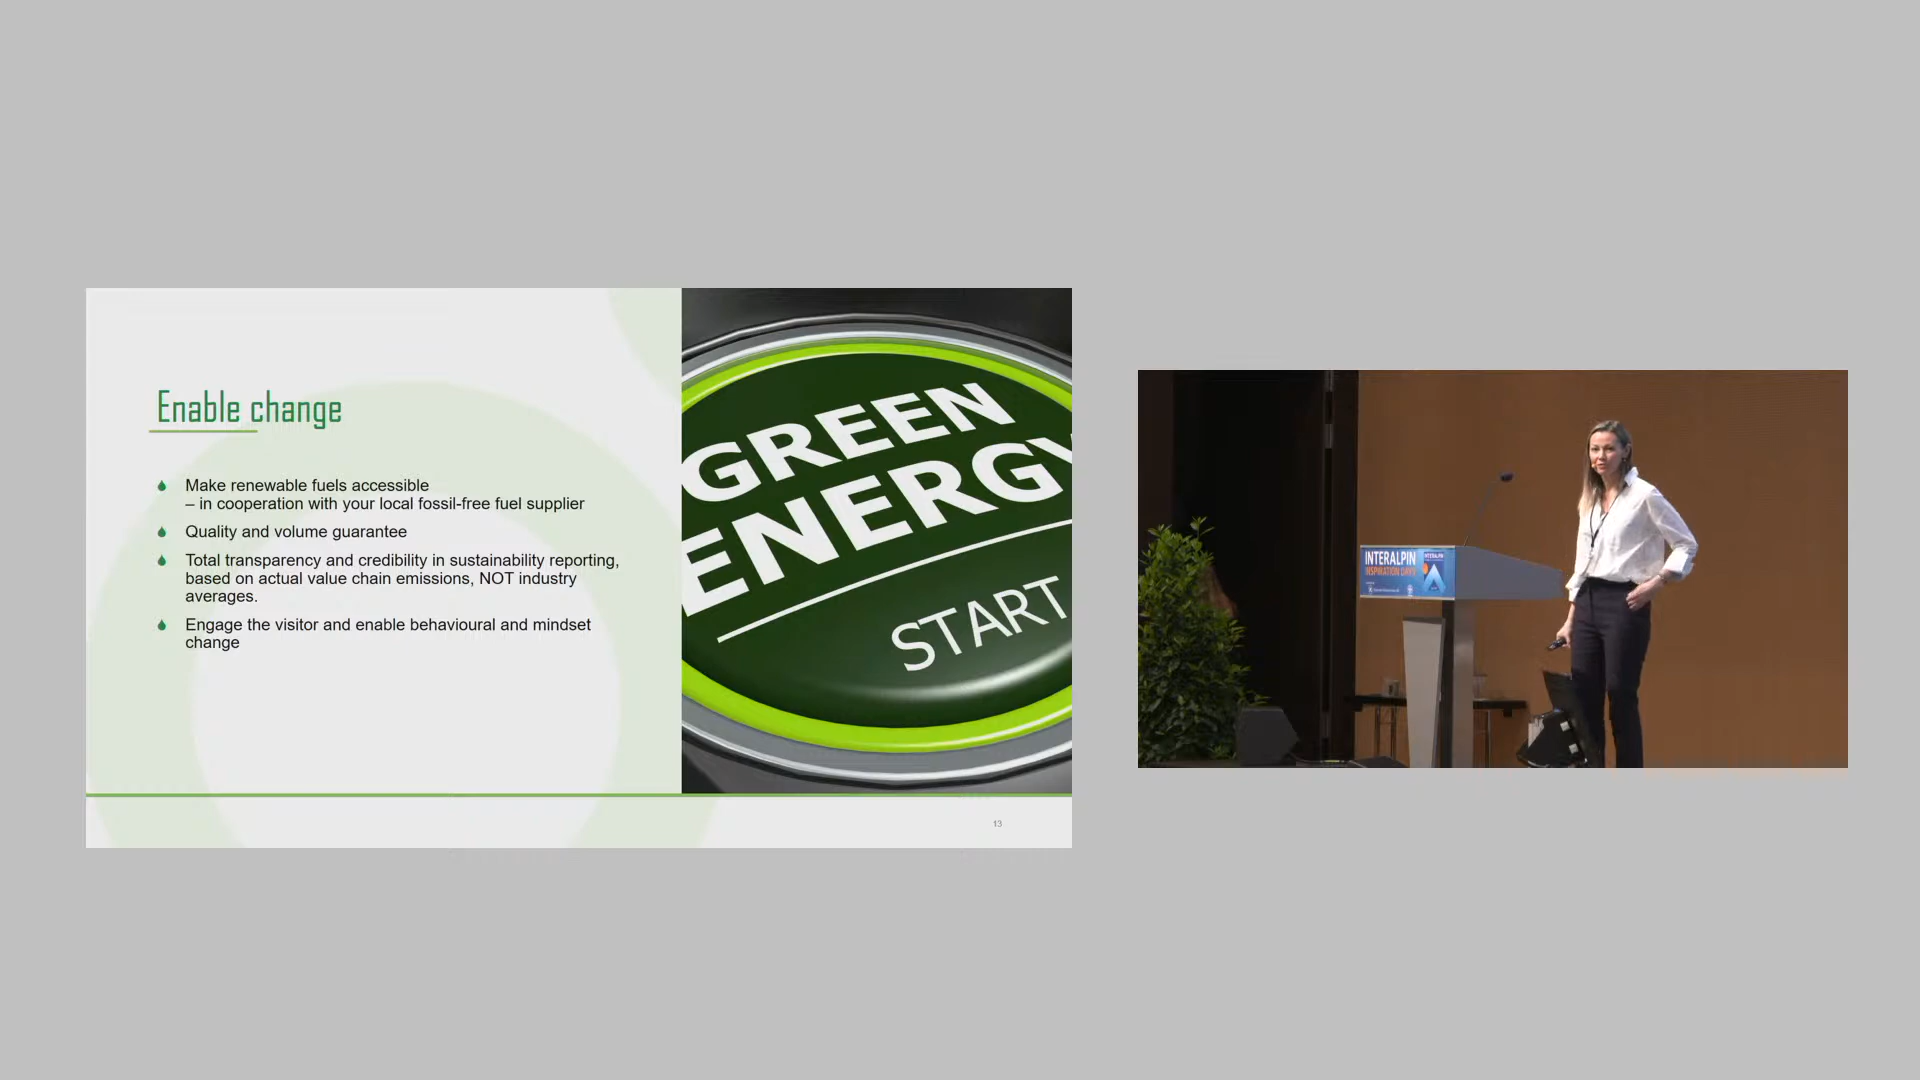 Enable change
Make renewable fuels accessible
– in cooperation with your local fossil-free fuel supplier
Quality and volume guarantee
Total transparency and credibility in sustainability reporting,
based on actual value chain emissions, NOT industry
averages.
Engage the visitor and enable behavioural and mindset
change
GREEN
ENERGY
START
13
INTERALPIN
INSPIRATION DAYS
INTERALPIN